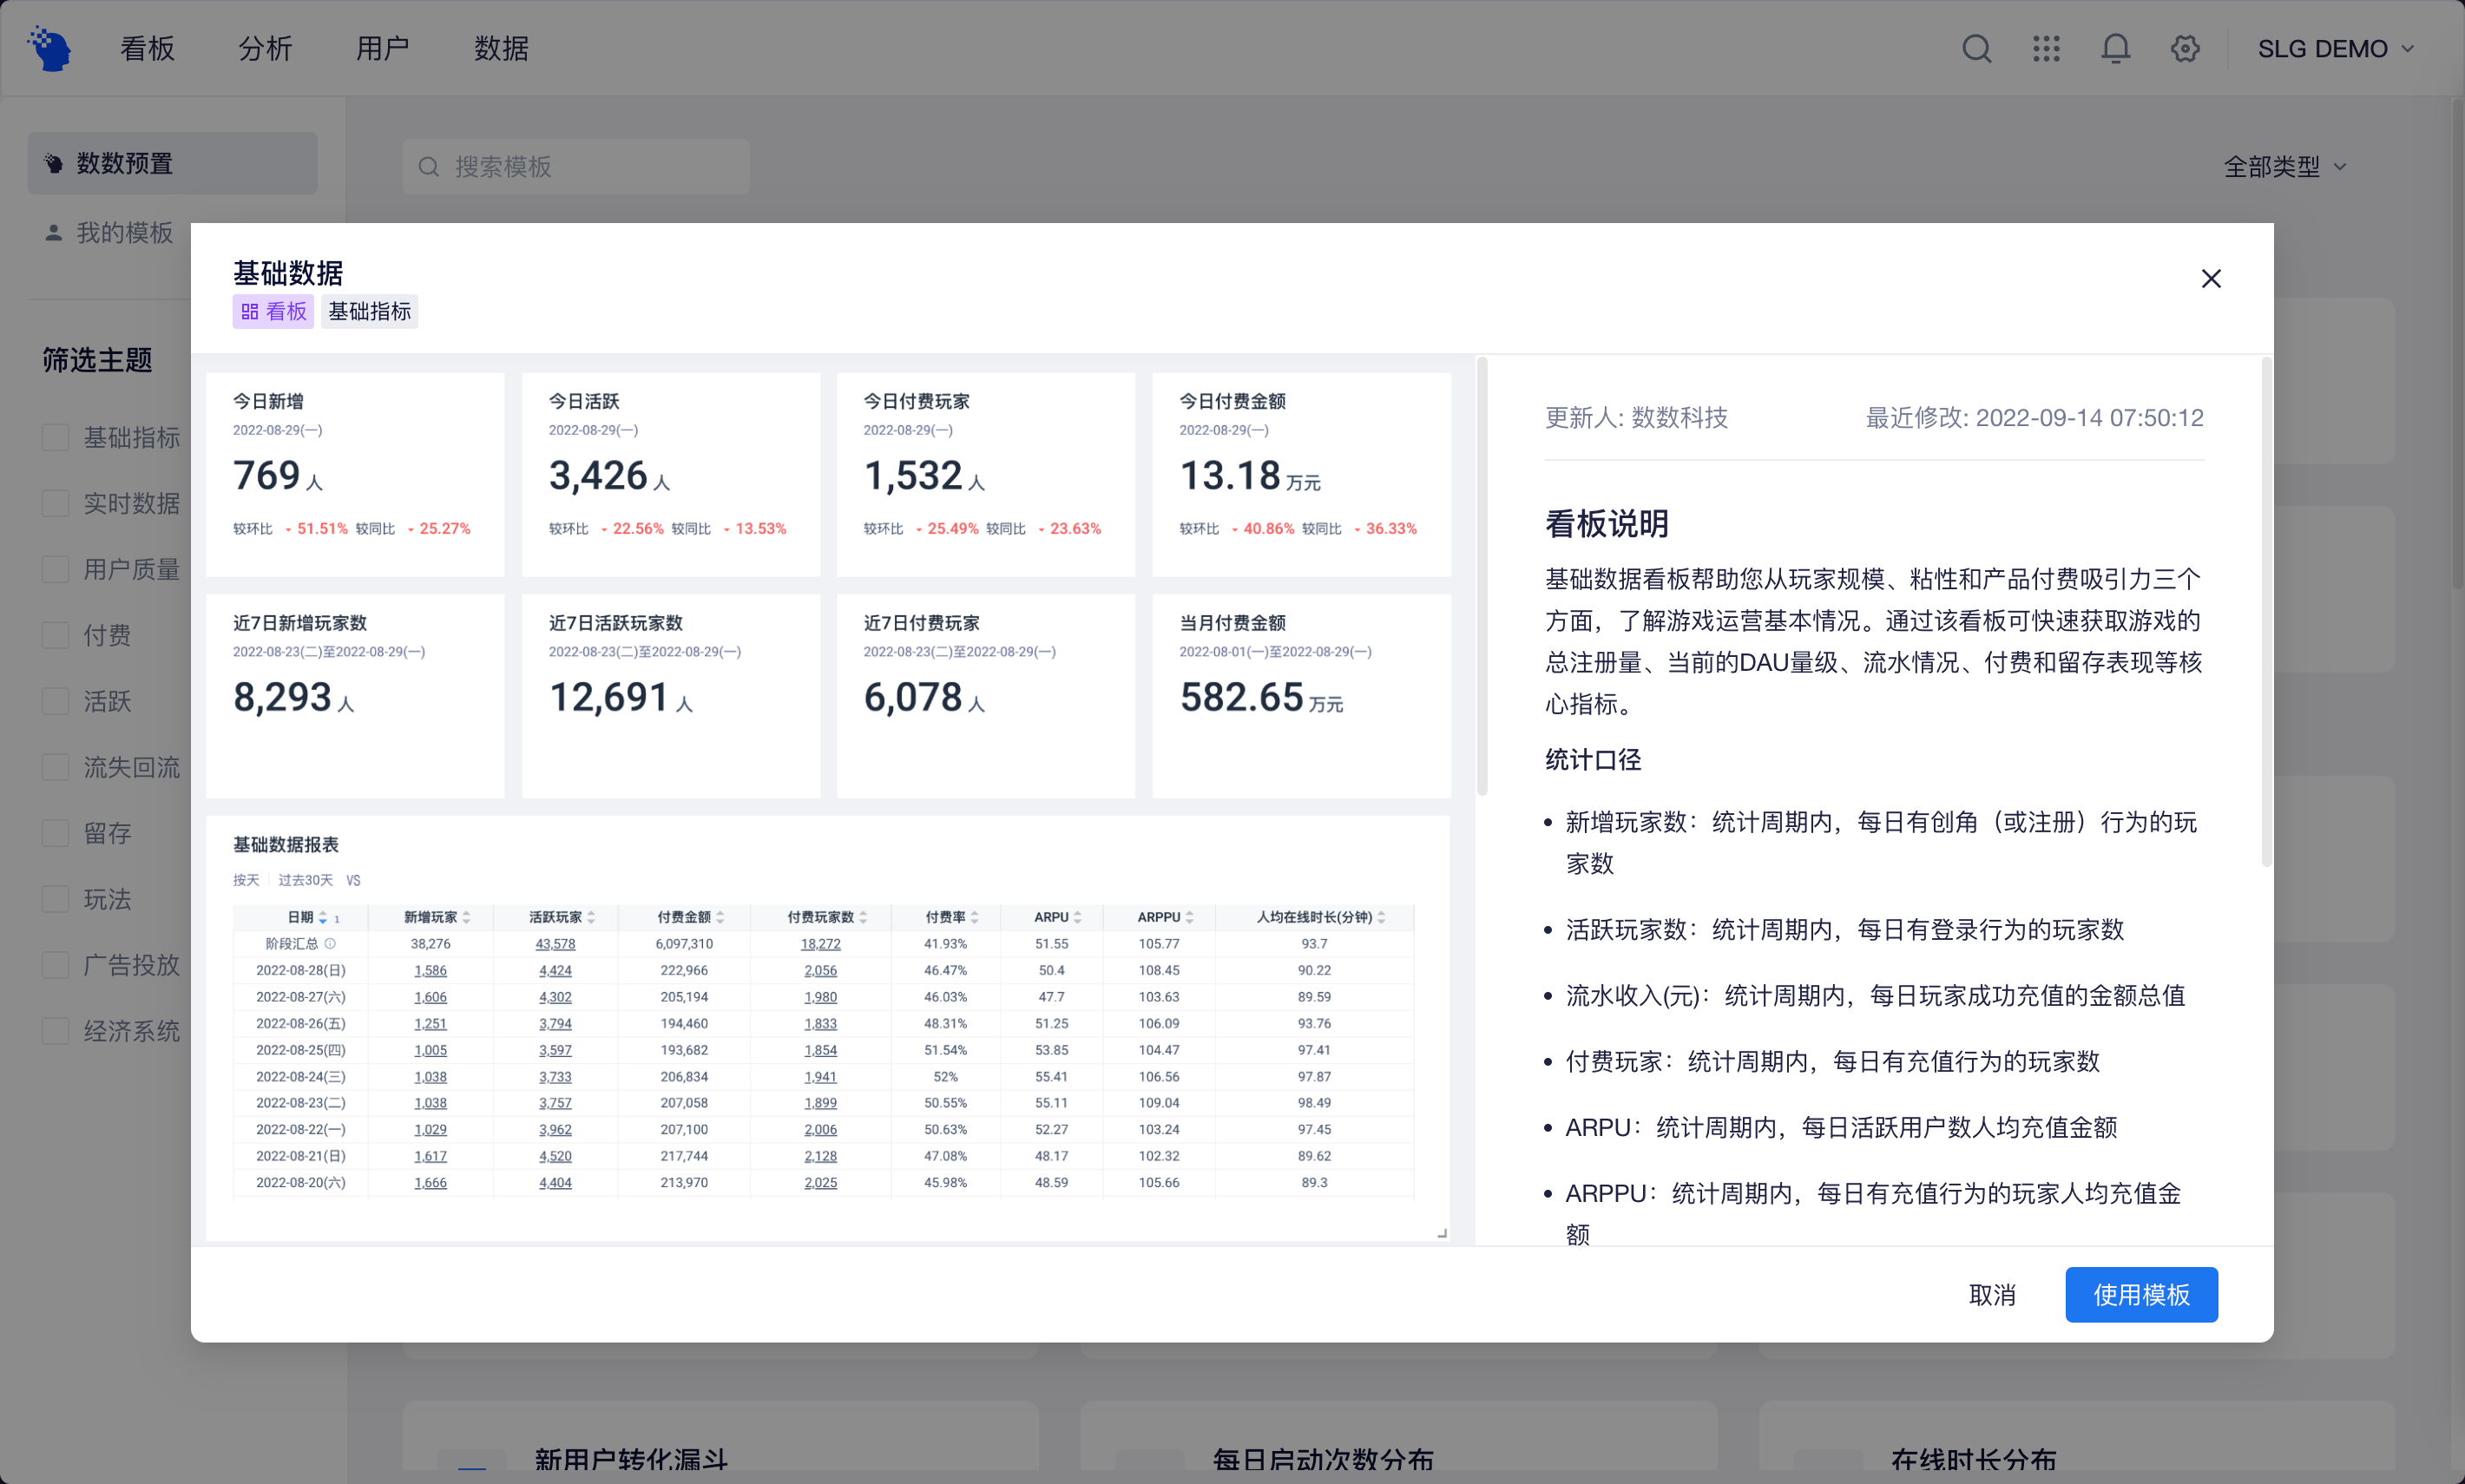 看板 分析 用户 数据 SLG DEMO
数数预置
我的模板
搜索模板 全部类型
筛选主题
基础指标
实时数据
用户质量
付费
活跃
流失回流
留存
玩法
广告投放
经济系统
基础数据
看板 基础指标
今日新增 今日活跃 今日付费玩家 今日付费金额
2022-08-29(一) 2022-08-29(一) 2022-08-29(一) 2022-08-29(一)
769 人 3,426 人 1,532 人 13.18 万元
较环比 51.51% 较同比 25.27% 较环比 22.56% 较同比 13.53% 较环比 25.49% 较同比 23.63% 较环比 40.86% 较同比 36.33%
近7日新增玩家数 近7日活跃玩家数 近7日付费玩家 当月付费金额
2022-08-23(二)至2022-08-29(一) 2022-08-23(二)至2022-08-29(一) 2022-08-23(二)至2022-08-29(一) 2022-08-01(一)至2022-08-29(一)
8,293 人 12,691 人 6,078 人 582.65 万元
基础数据报表
按天 过去30天 VS
日期 1 新增玩家 活跃玩家 付费金额 付费玩家数 付费率 ARPU ARPPU 人均在线时长(分钟)
阶段汇总 38,276 43,578 6,097,310 18,272 41.93% 51.55 105.77 93.7
2022-08-28(日) 1,586 4,424 222,966 2,056 46.47% 50.4 108.45 90.22
2022-08-27(六) 1,606 4,302 205,194 1,980 46.03% 47.7 103.63 89.59
2022-08-26(五) 1,251 3,794 194,460 1,833 48.31% 51.25 106.09 93.76
2022-08-25(四) 1,005 3,597 193,682 1,854 51.54% 53.85 104.47 97.41
2022-08-24(三) 1,038 3,733 206,834 1,941 52% 55.41 106.56 97.87
2022-08-23(二) 1,038 3,757 207,058 1,899 50.55% 55.11 109.04 98.49
2022-08-22(一) 1,029 3,962 207,100 2,006 50.63% 52.27 103.24 97.45
2022-08-21(日) 1,617 4,520 217,744 2,128 47.08% 48.17 102.32 89.62
2022-08-20(六) 1,666 4,404 213,970 2,025 45.98% 48.59 105.66 89.3
更新人: 数数科技 最近修改: 2022-09-14 07:50:12
看板说明
基础数据看板帮助您从玩家规模、粘性和产品付费吸引力三个
方面，了解游戏运营基本情况。通过该看板可快速获取游戏的
总注册量、当前的DAU量级、流水情况、付费和留存表现等核
心指标。
统计口径
• 新增玩家数：统计周期内，每日有创角（或注册）行为的玩
家数
• 活跃玩家数：统计周期内，每日有登录行为的玩家数
• 流水收入(元)：统计周期内，每日玩家成功充值的金额总值
• 付费玩家：统计周期内，每日有充值行为的玩家数
• ARPU：统计周期内，每日活跃用户数人均充值金额
• ARPPU：统计周期内，每日有充值行为的玩家人均充值金
额
取消 使用模板
新用户转化漏斗 每日启动次数分布 在线时长分布